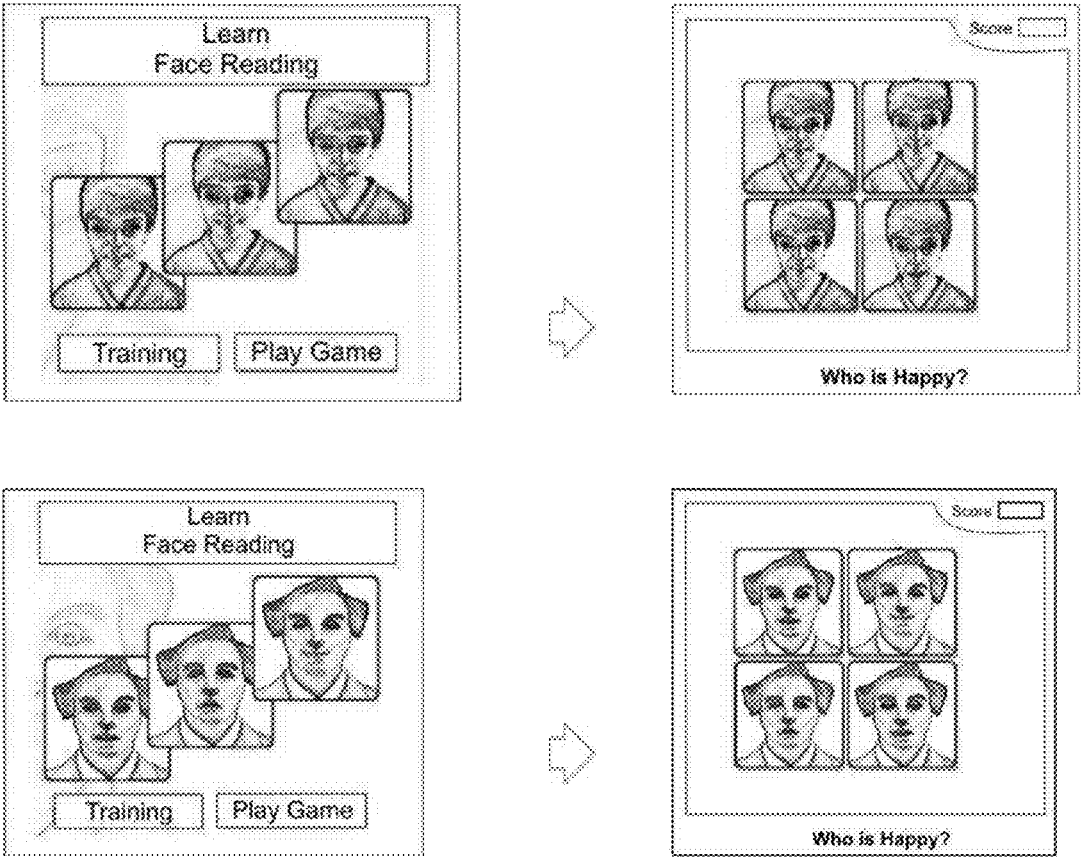 Learn
Face Reading
Training
Play Game
Score
Who is Happy?
Learn
Face Reading
Training
Play Game
Score
Who is Happy?